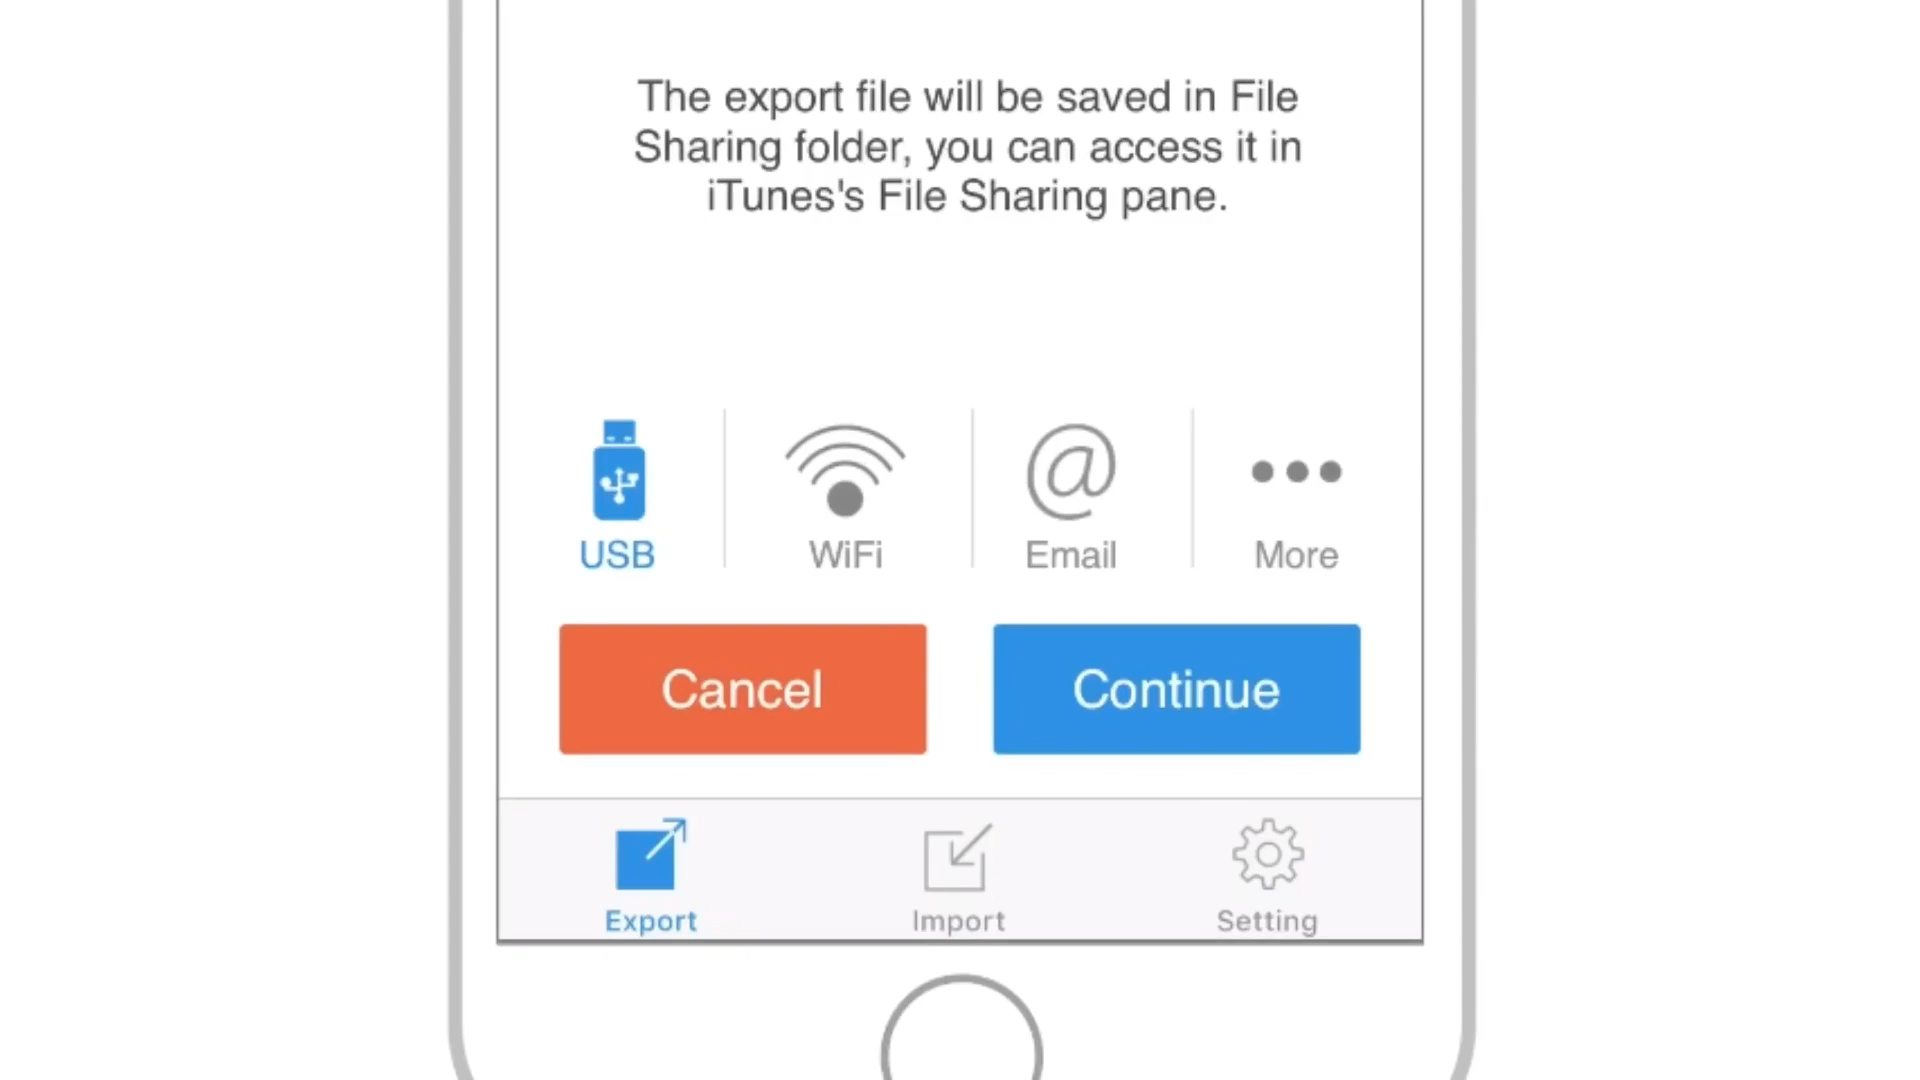 The export file will be saved in File
Sharing folder, you can access it in
iTunes's File Sharing pane.
USB WiFi Email More
Cancel Continue
Export Import Setting